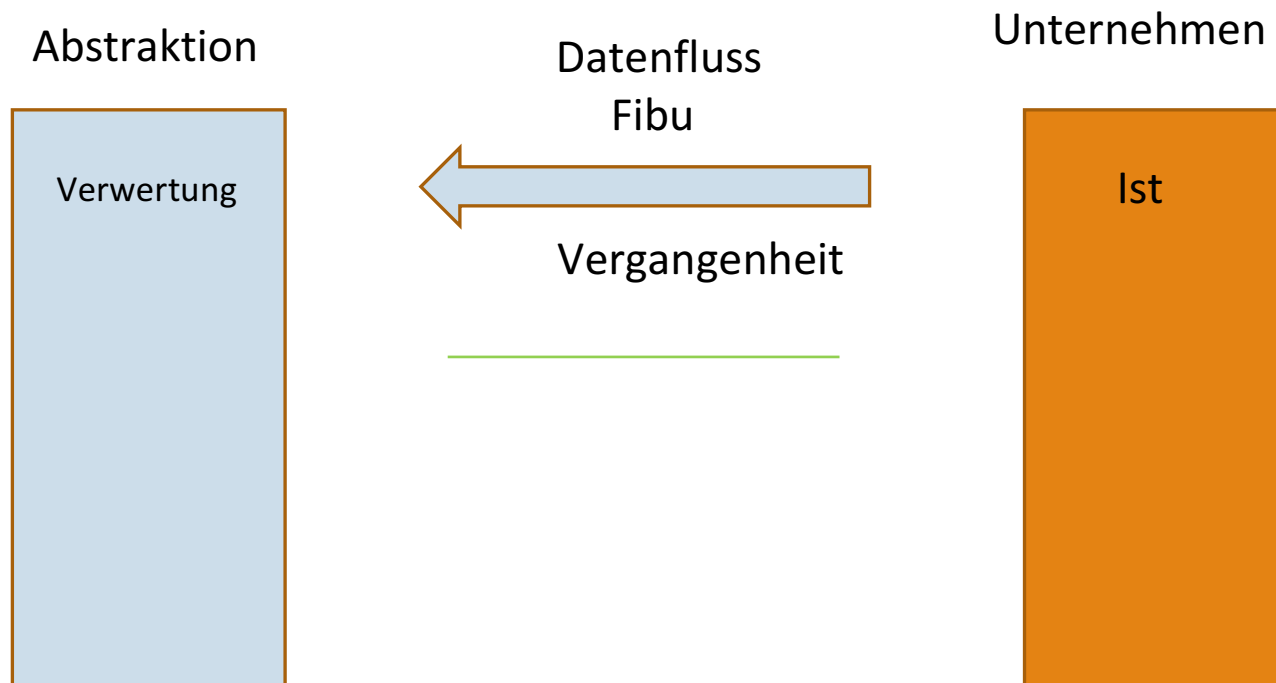 Abstraktion
Datenfluss
Fibu
Unternehmen
Verwertung
Ist
Vergangenheit